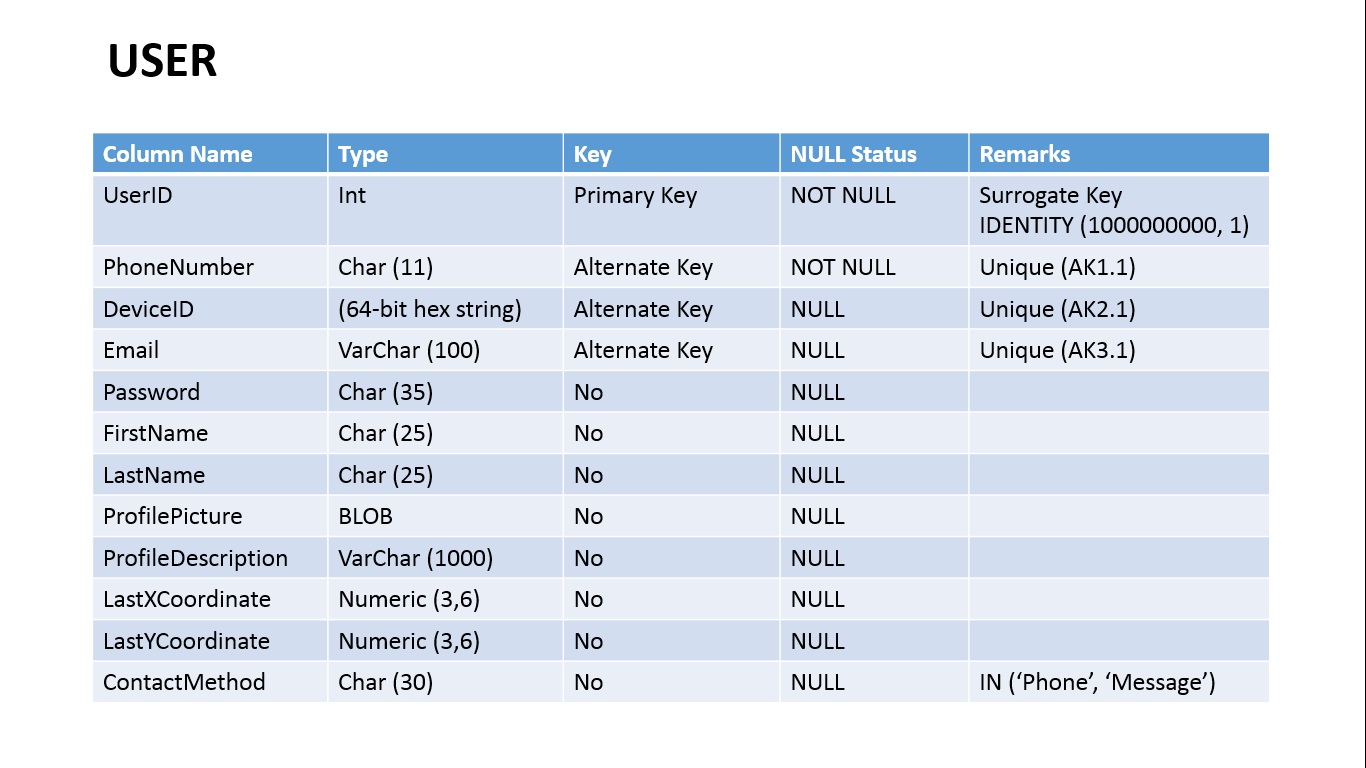 USER
Column Name Type Key NULL Status Remarks
UserID Int Primary Key NOT NULL Surrogate Key
IDENTITY (1000000000, 1)
PhoneNumber Char (11) Alternate Key NOT NULL Unique (AK1.1)
DeviceID (64-bit hex string) Alternate Key NULL Unique (AK2.1)
Email VarChar (100) Alternate Key NULL Unique (AK3.1)
Password Char (35) No NULL
FirstName Char (25) No NULL
LastName Char (25) No NULL
ProfilePicture BLOB No NULL
ProfileDescription VarChar (1000) No NULL
LastXCoordinate Numeric (3,6) No NULL
LastYCoordinate Numeric (3,6) No NULL
ContactMethod Char (30) No NULL IN (‘Phone’, ‘Message’)